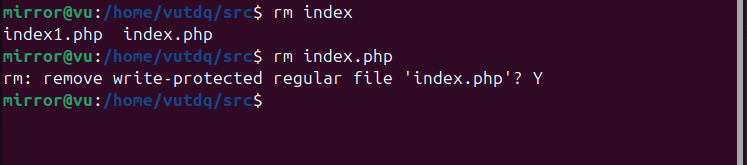 mirror@vu:/home/vutdq/src$ rm index
index1.php  index.php
mirror@vu:/home/vutdq/src$ rm index.php
rm: remove write-protected regular file 'index.php'? Y
mirror@vu:/home/vutdq/src$